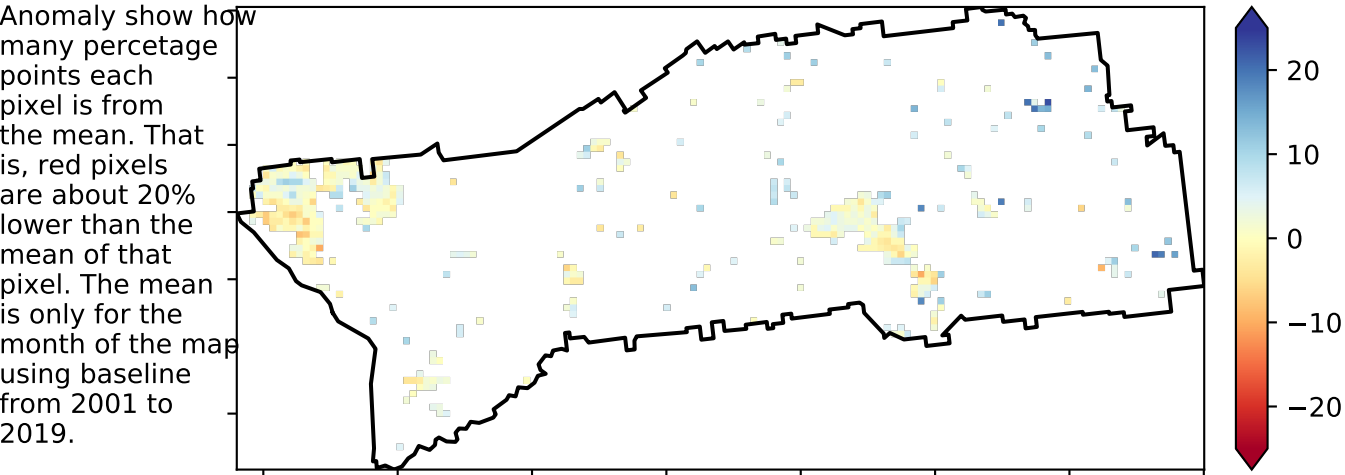 Anomaly show how
many percetage
points each
pixel is from
the mean. That
is, red pixels
are about 20%
lower than the
mean of that
pixel. The mean
is only for the
month of the map
using baseline
from 2001 to
2019.
20
10
0
−10
−20